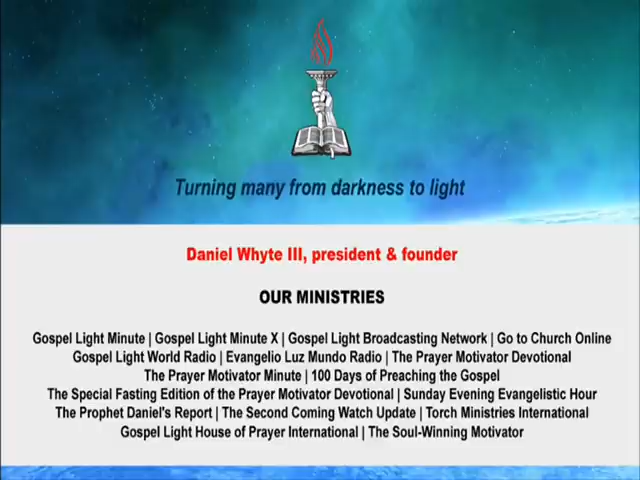 Turning many from darkness to light
Daniel Whyte III, president & founder
OUR MINISTRIES
Gospel Light Minute | Gospel Light Minute X | Gospel Light Broadcasting Network | Go to Church Online
Gospel Light World Radio | Evangelio Luz Mundo Radio | The Prayer Motivator Devotional
The Prayer Motivator Minute | 100 Days of Preaching the Gospel
The Special Fasting Edition of the Prayer Motivator Devotional | Sunday Evening Evangelistic Hour
The Prophet Daniel's Report | The Second Coming Watch Update | Torch Ministries International
Gospel Light House of Prayer International | The Soul-Winning Motivator